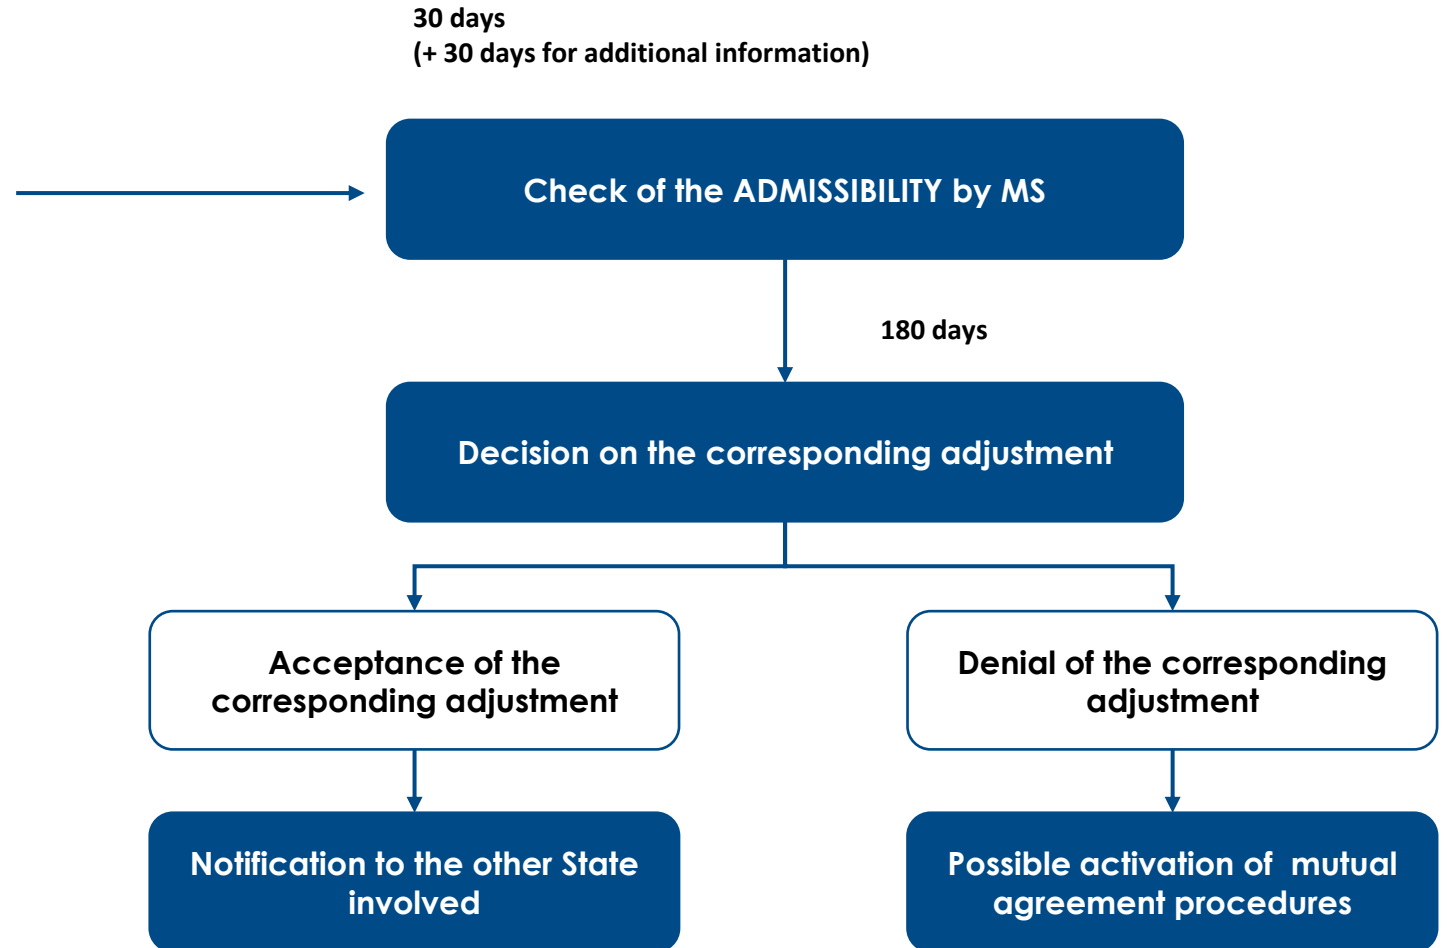 30 days
(+ 30 days for additional information)
Check of the ADMISSIBILITY by MS
180 days
Decision on the corresponding adjustment
Acceptance of the
corresponding adjustment
Denial of the corresponding
adjustment
Notification to the other State
involved
Possible activation of  mutual
agreement procedures